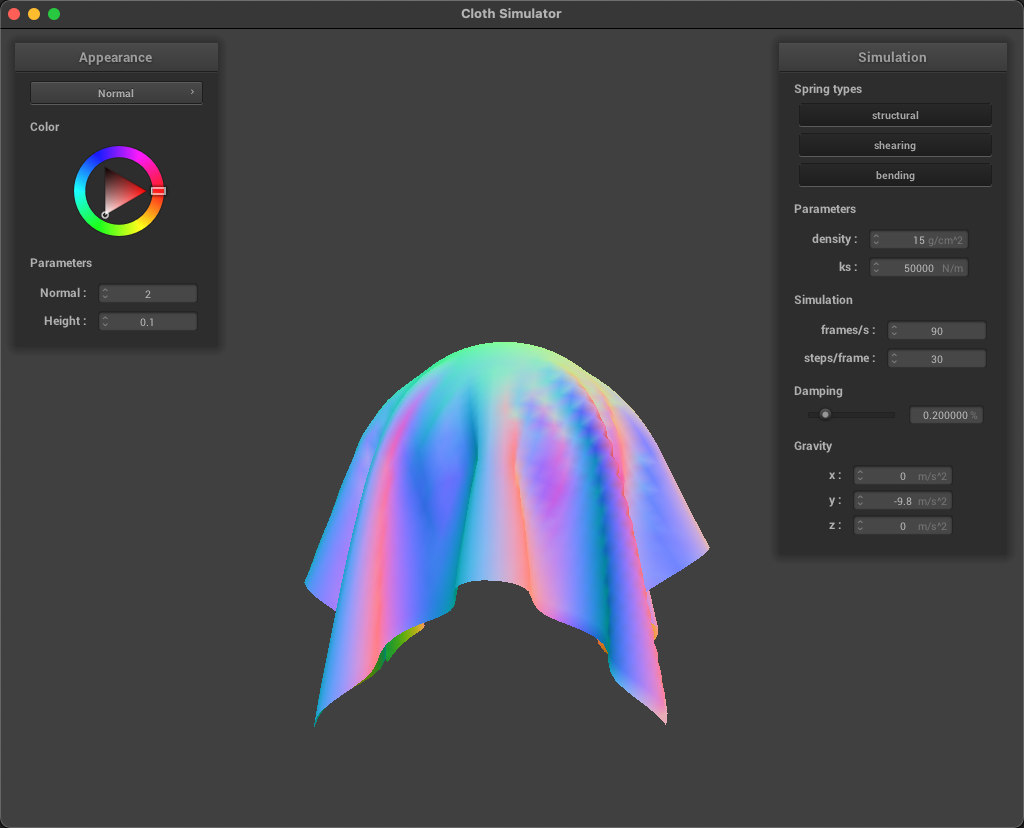 Cloth Simulator
Appearance
Normal
Color
Parameters
Normal : 2
Height : 0.1
Simulation
Spring types
structural
shearing
bending
Parameters
density : 15 g/cm^2
ks : 50000 N/m
Simulation
frames/s : 90
steps/frame : 30
Damping
0.200000 %
Gravity
x : 0 m/s^2
y : -9.8 m/s^2
z : 0 m/s^2